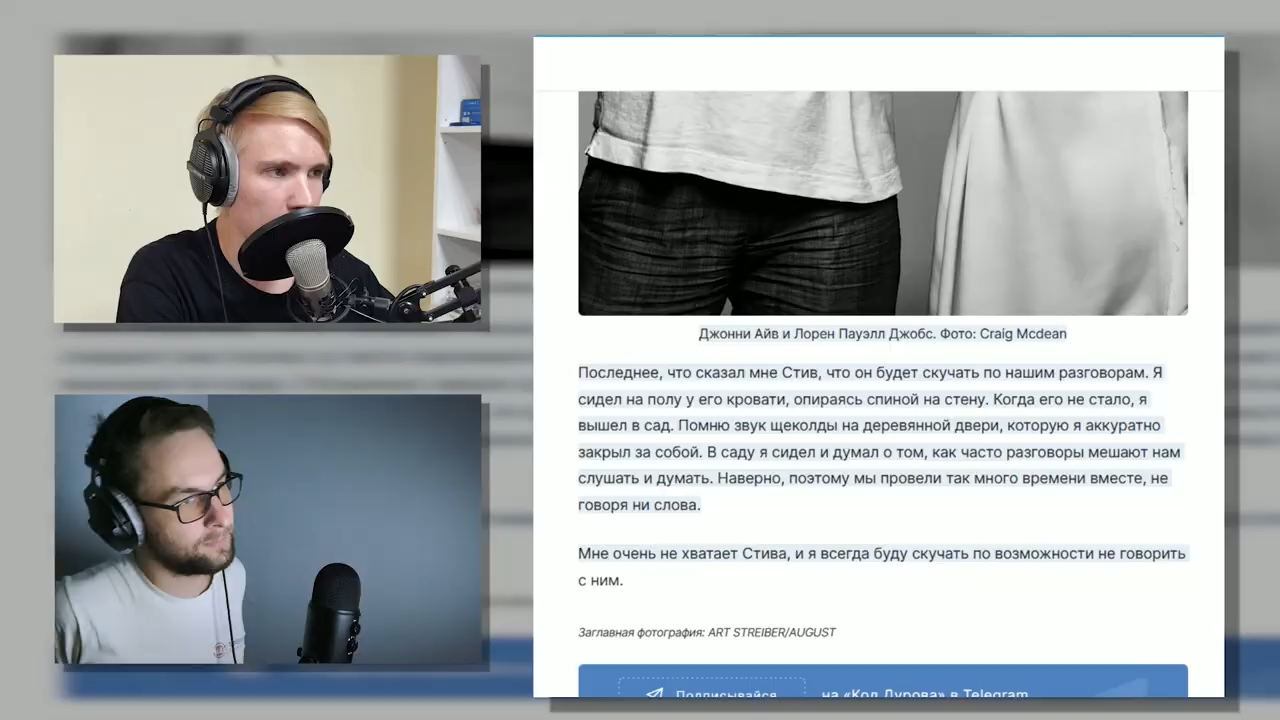 Джонни Айв и Лорен Пауэлл Джобс. Фото: Craig Mcdean
Последнее, что сказал мне Стив, что он будет скучать по нашим разговорам. Я
сидел на полу у его кровати, опираясь спиной на стену. Когда его не стало, я
вышел в сад. Помню звук щеколды на деревянной двери, которую я аккуратно
закрыл за собой. В саду я сидел и думал о том, как часто разговоры мешают нам
слушать и думать. Наверно, поэтому мы провели так много времени вместе, не
говоря ни слова.
Мне очень не хватает Стива, и я всегда буду скучать по возможности не говорить
с ним.
Заглавная фотография: ART STREIBER/AUGUST
Подписывайся на «Код Дурова» в Telegram